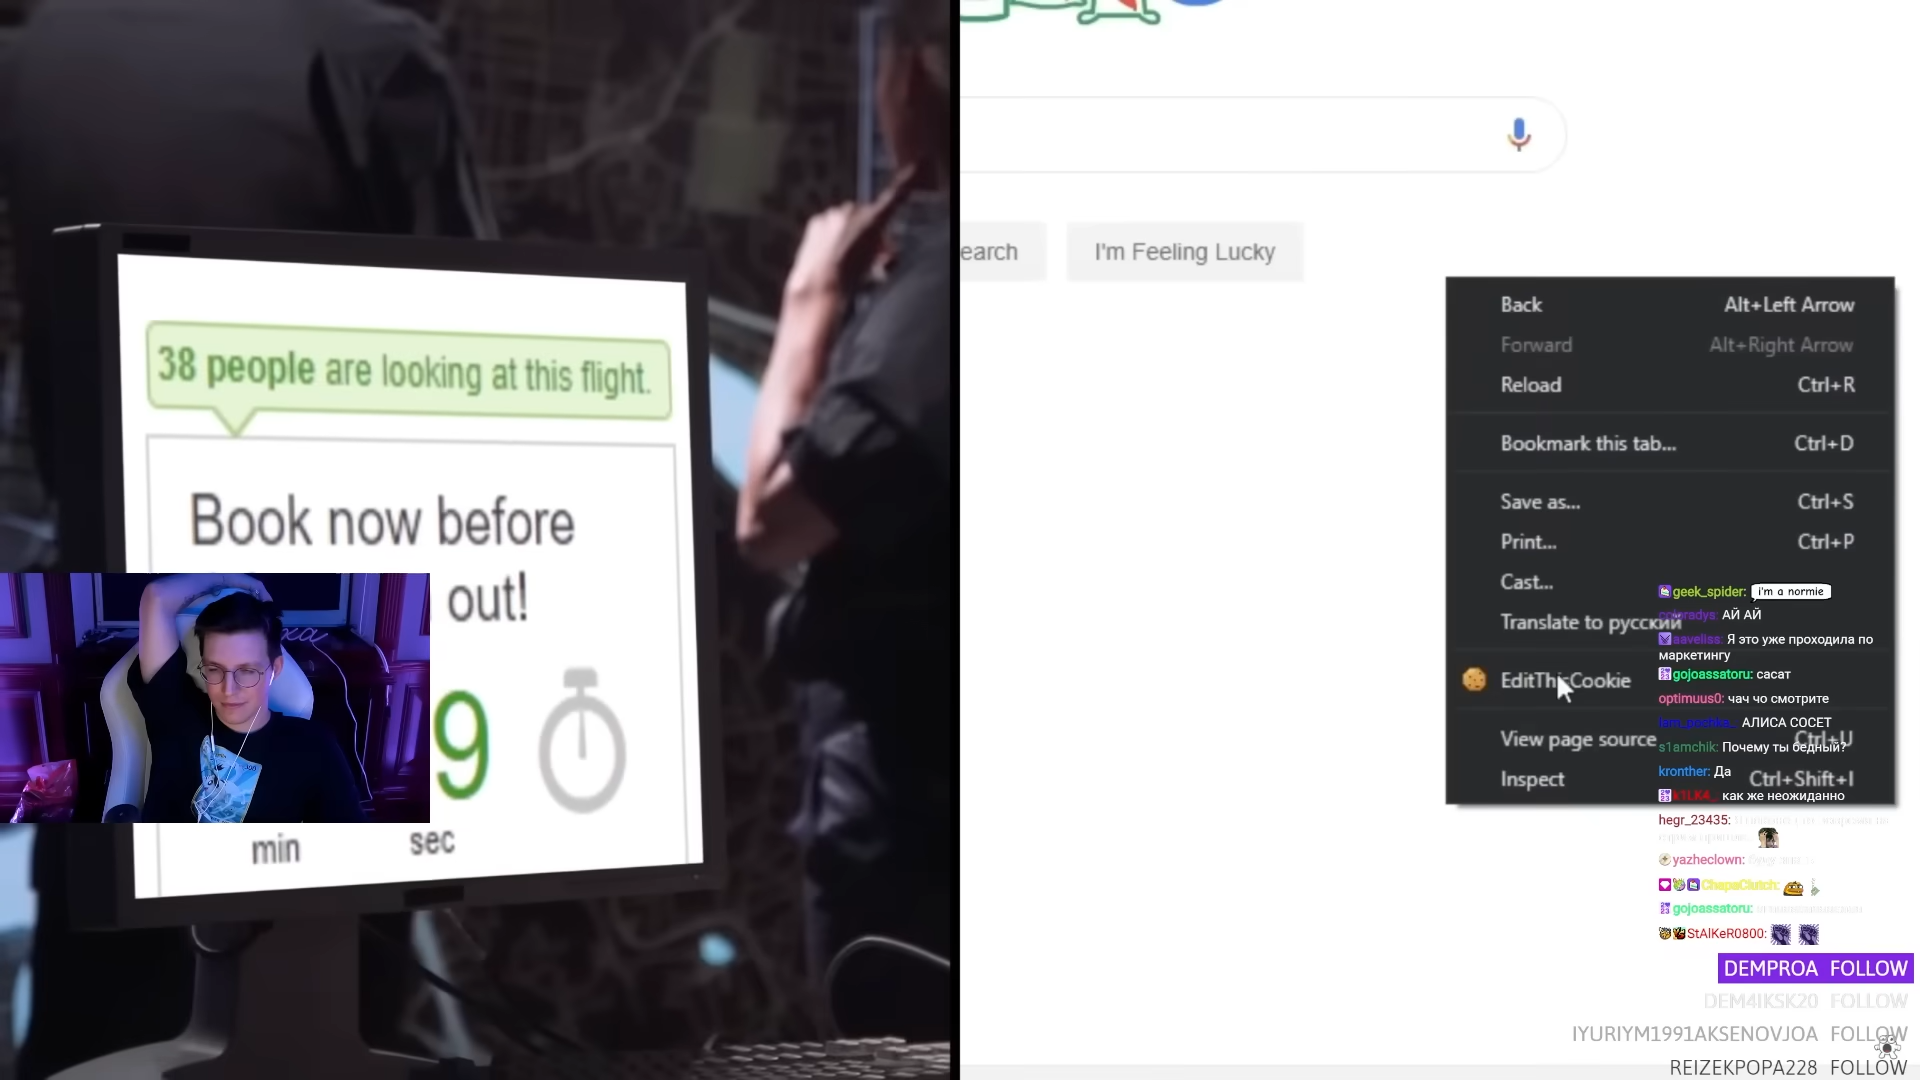 38 people are looking at this flight.
Book now before
out!
9
min
sec
earch
I'm Feeling Lucky
Back Alt+Left Arrow
Forward Alt+Right Arrow
Reload Ctrl+R
Bookmark this tab... Ctrl+D
Save as... Ctrl+S
Print... Ctrl+P
Cast...
Translate to русский
EditThisCookie
View page source Ctrl+U
Inspect Ctrl+Shift+I
geek_spider: i'm a normie
АЙ АЙ
aaveliss: Я это уже проходила по
маркетингу
gojoassatoru: сасат
optimuus0: чач чо смотрите
АЛИСА СОСЕТ
s1amchik: Почему ты бедный?
kronther: Да
как же неожиданно
hegr_23435:
yazheclown:
ChapaClutch:
gojoassatoru:
StAlKeR0800:
DEMPROA FOLLOW
DEM4IKSK20 FOLLOW
IYURIYM1991AKSENOVJOA FOLLOW
REIZEKPOPA228 FOLLOW